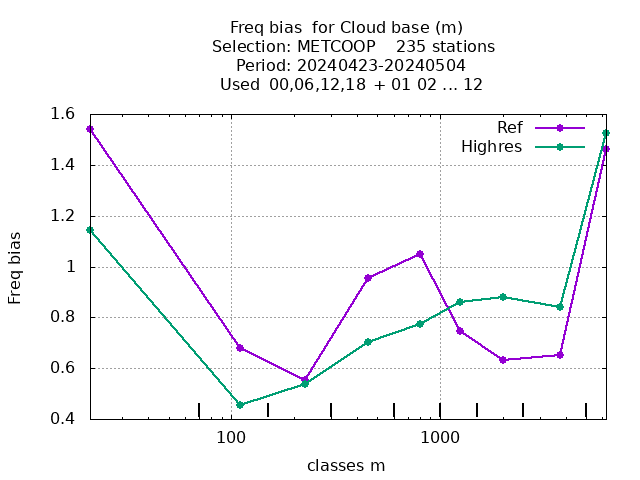 Freq bias  for Cloud base (m)
Selection: METCOOP    235 stations
Period: 20240423-20240504
Used  00,06,12,18  + 01 02 ... 12
Ref
Highres
1.6
1.4
1.2
1
0.8
0.6
0.4
Freq bias
100
1000
classes m